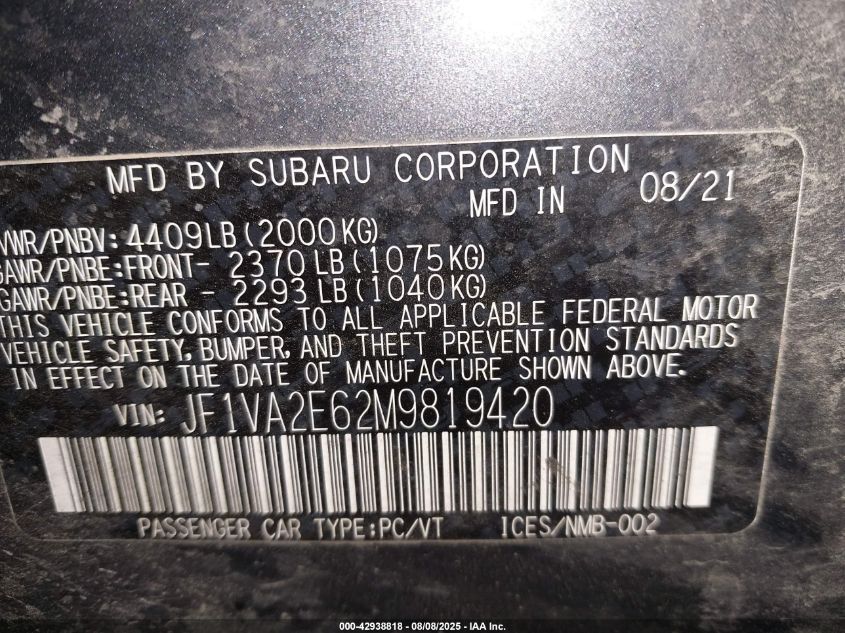 MFD BY SUBARU CORPORATION
MFD IN 08/21
VWR/PNBV: 4409LB (2000KG)
GAWR/PNBE:FRONT- 2370 LB (1075KG)
GAWR/PNBE:REAR - 2293 LB (1040KG)
THIS VEHICLE CONFORMS TO ALL APPLICABLE FEDERAL MOTOR
VEHICLE SAFETY, BUMPER, AND THEFT PREVENTION STANDARDS
IN EFFECT ON THE DATE OF MANUFACTURE SHOWN ABOVE.
VIN: JF1VA2E62M9819420
PASSENGER CAR TYPE:PC/VT ICES/NMB-002
000-42938818 - 08/08/2025 - IAA Inc.